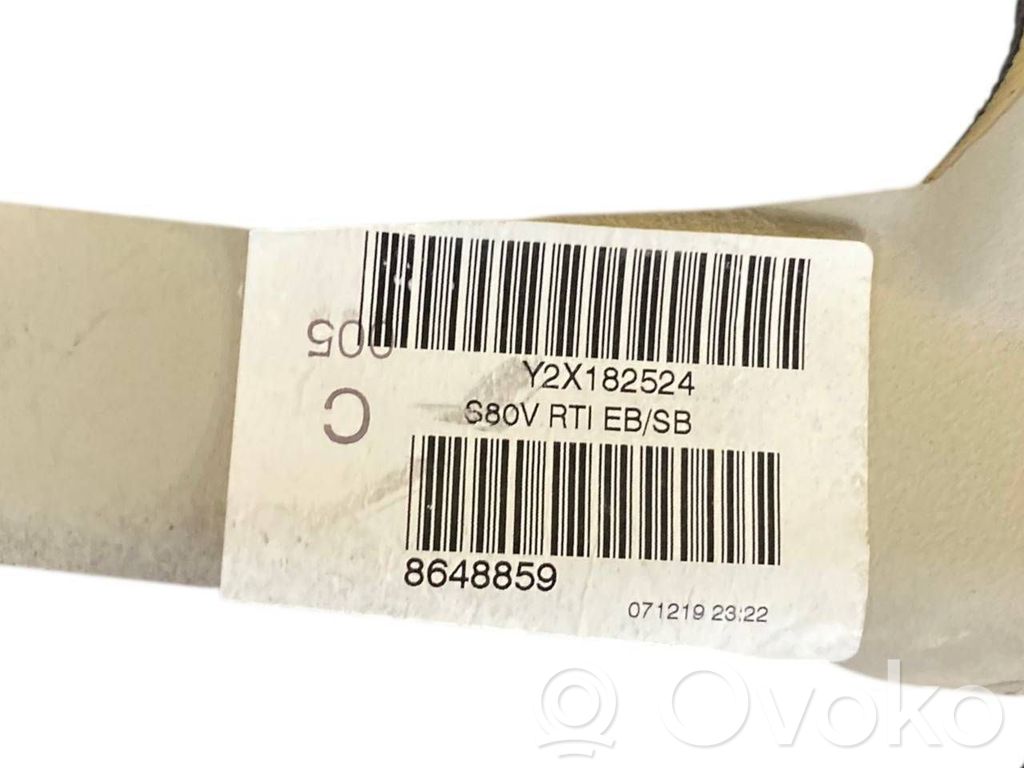 Y2X182524
S80V RTI EB/SB
8648859
071219 23:22
005
C
Ovoko